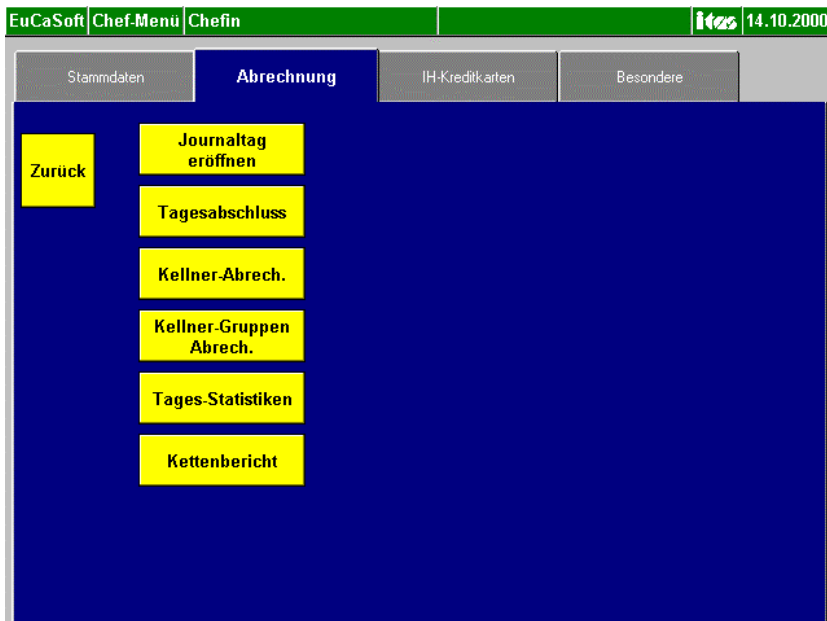 EuCaSoft Chef-Menü Chefin itos 14.10.2000
Stammdaten Abrechnung IH-Kreditkarten Besondere
Zurück
Journaltag
eröffnen
Tagesabschluss
Kellner-Abrech.
Kellner-Gruppen
Abrech.
Tages-Statistiken
Kettenbericht